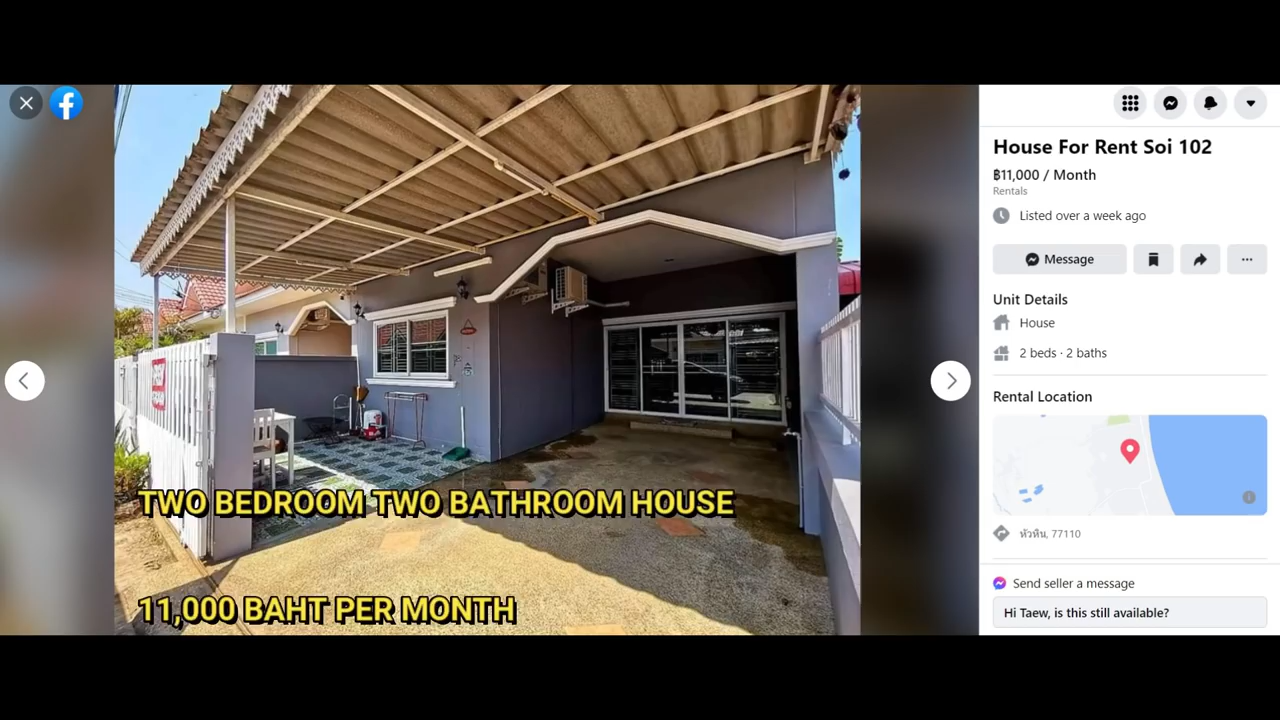 House For Rent Soi 102
฿11,000 / Month
Rentals
Listed over a week ago
Message
Unit Details
House
2 beds · 2 baths
Rental Location
หัวหิน, 77110
Send seller a message
Hi Taew, is this still available?
TWO BEDROOM TWO BATHROOM HOUSE
11,000 BAHT PER MONTH